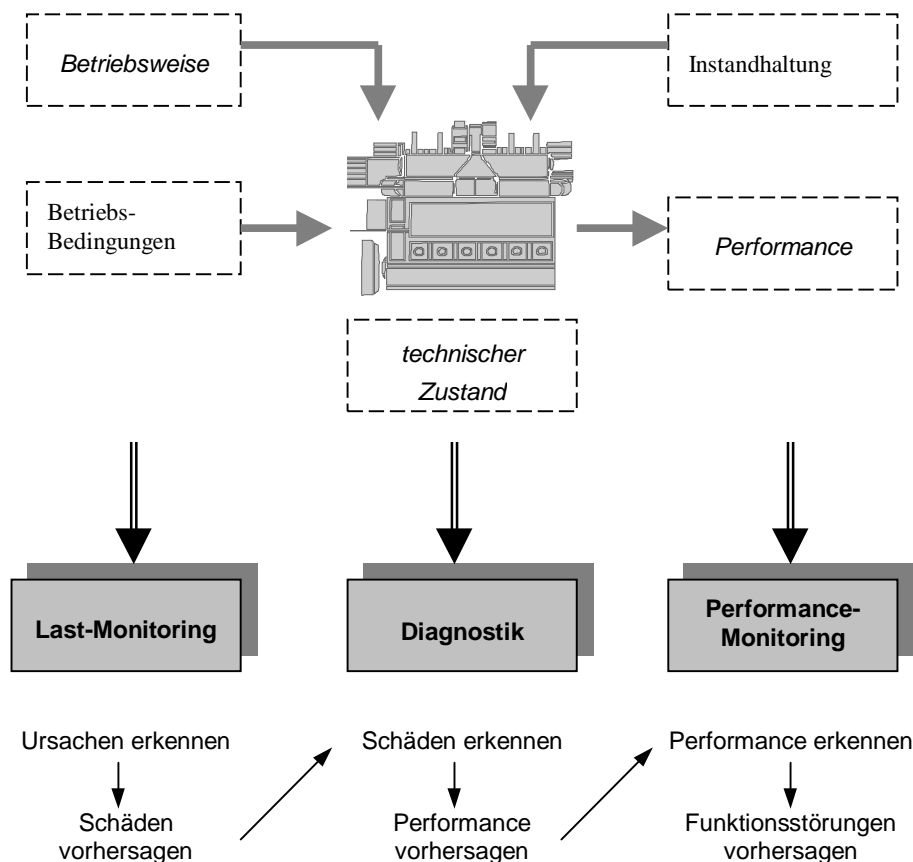 Betriebsweise
Instandhaltung
Betriebs-
Bedingungen
Performance
technischer
Zustand
Last-Monitoring
Diagnostik
Performance-
Monitoring
Ursachen erkennen
Schäden erkennen
Performance erkennen
Schäden
vorhersagen
Performance
vorhersagen
Funktionsstörungen
vorhersagen